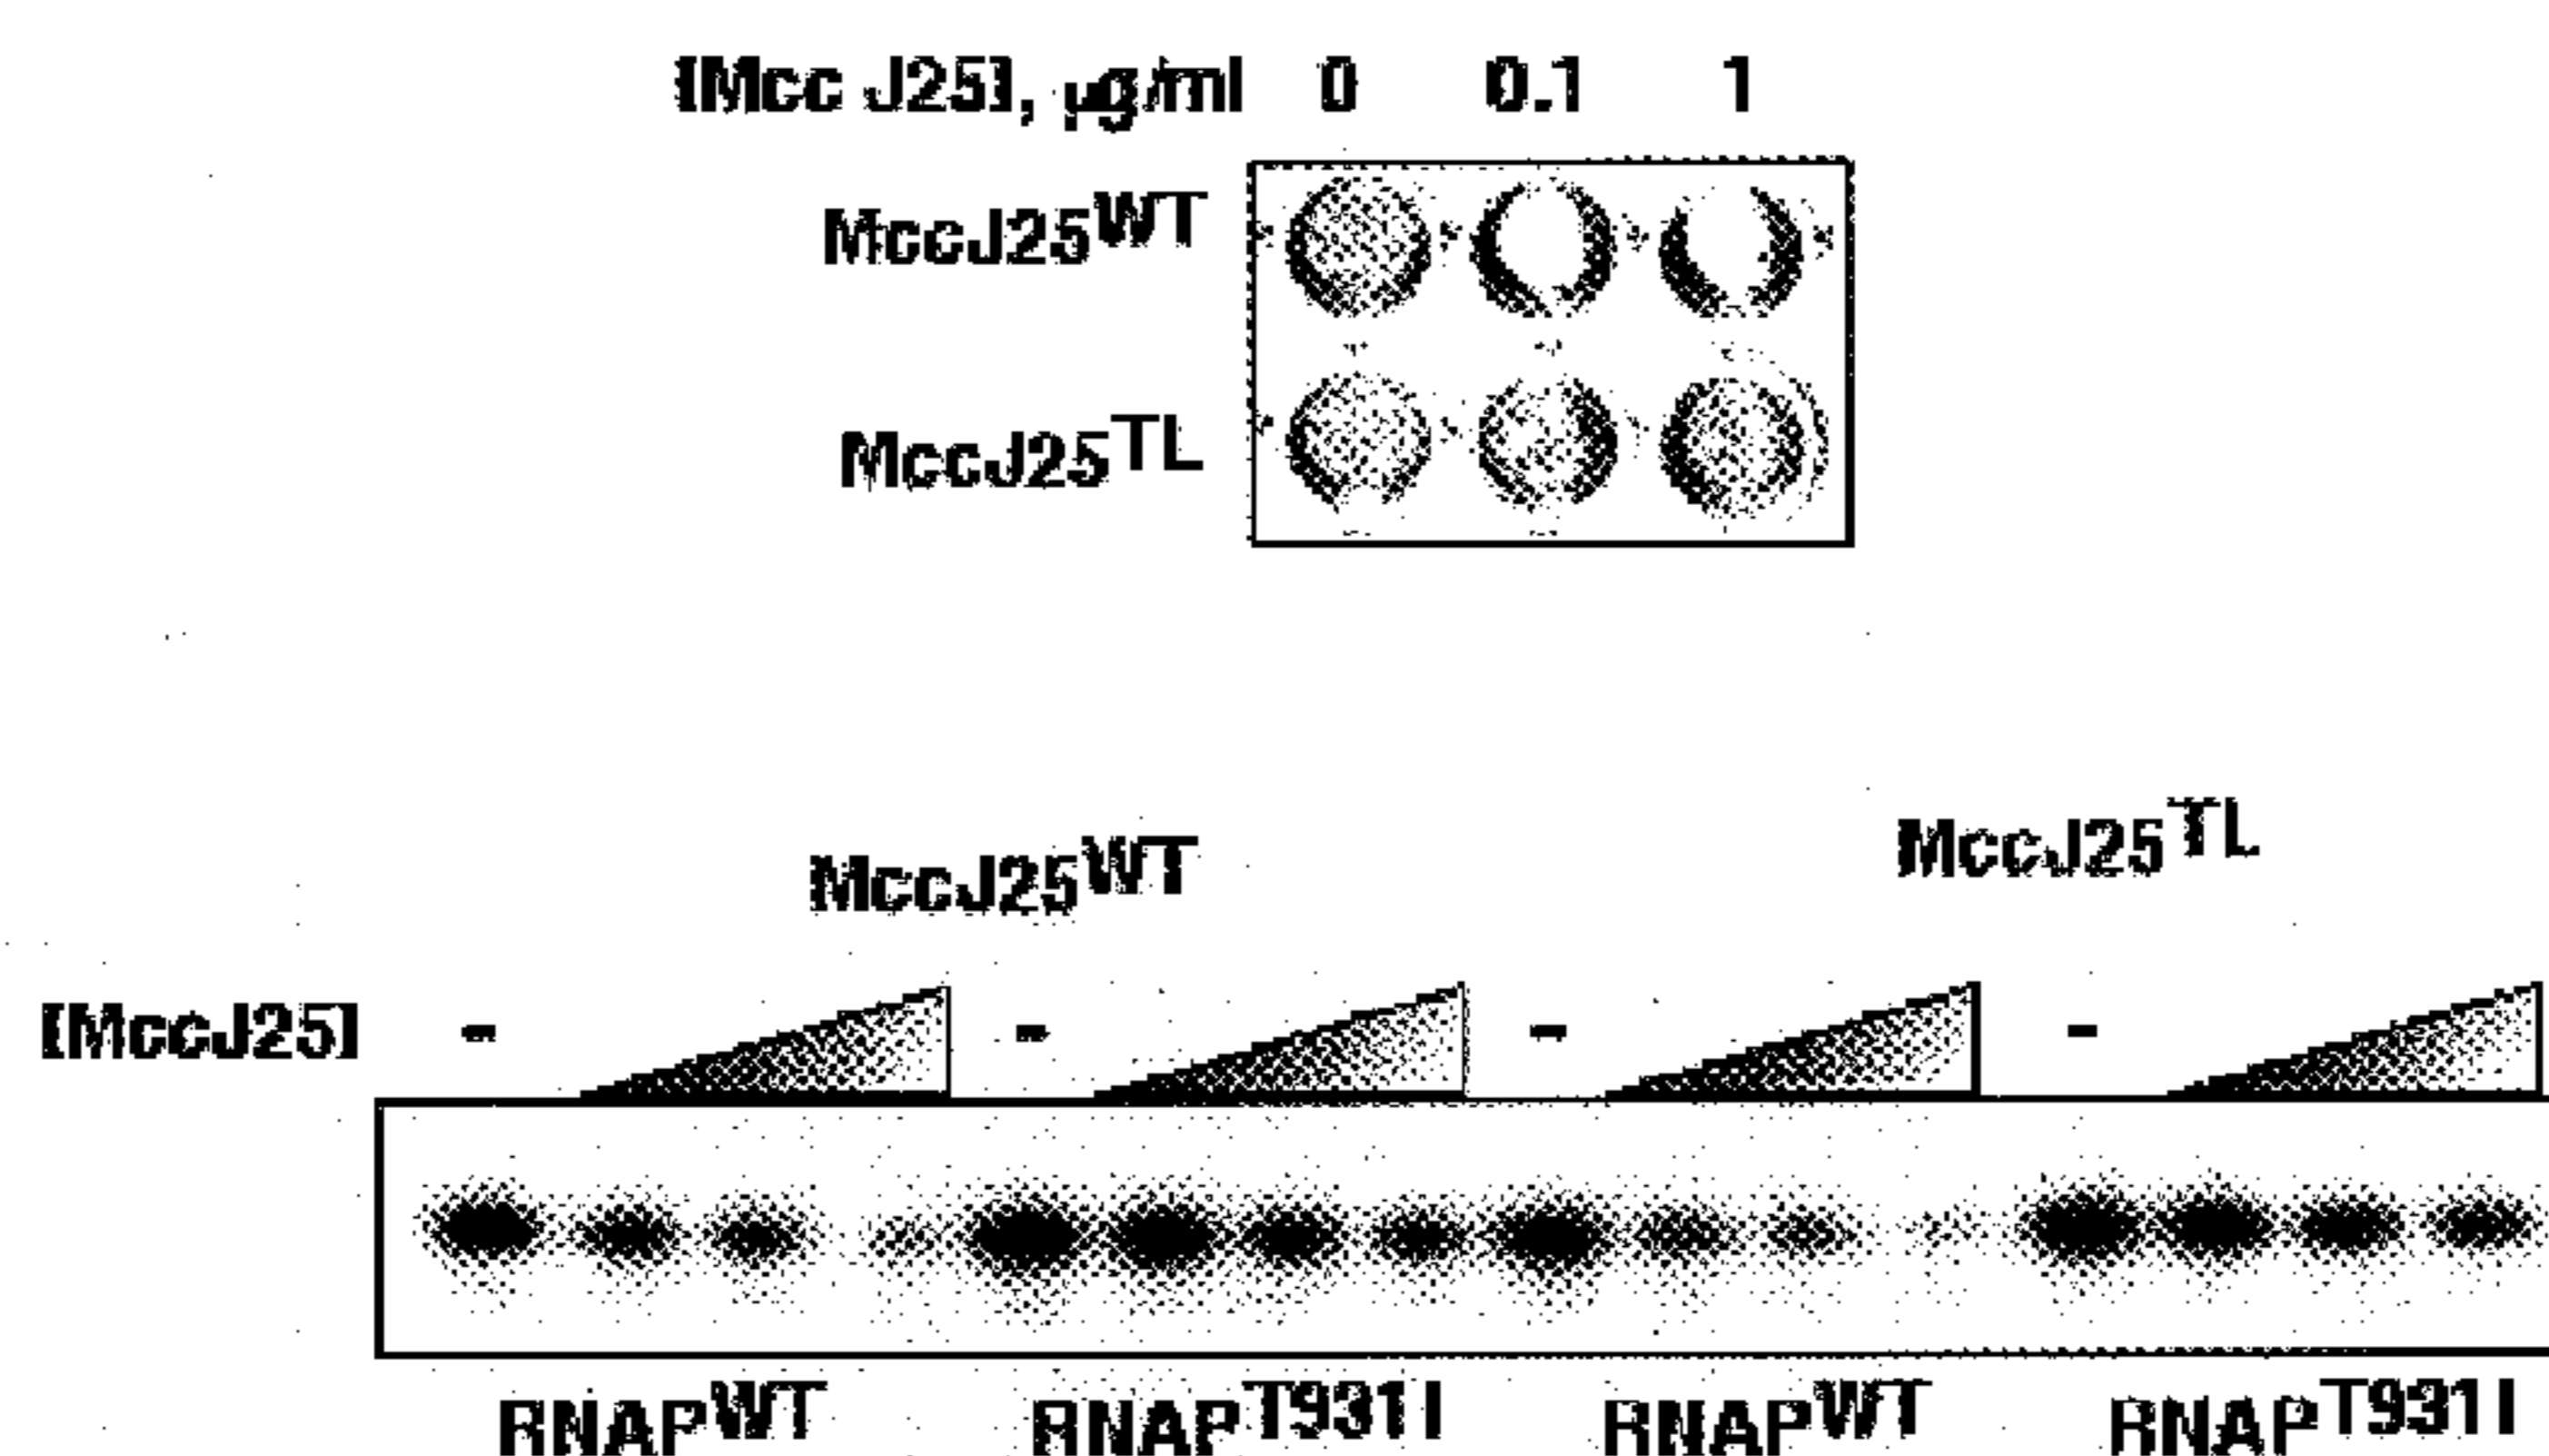 [Mcc J25], µg/ml 0 0.1 1
MccJ25WT
MccJ25TL
MccJ25WT MccJ25TL
[MccJ25] - - - -
RNAPWT RNAPT931I RNAPWT RNAPT931I